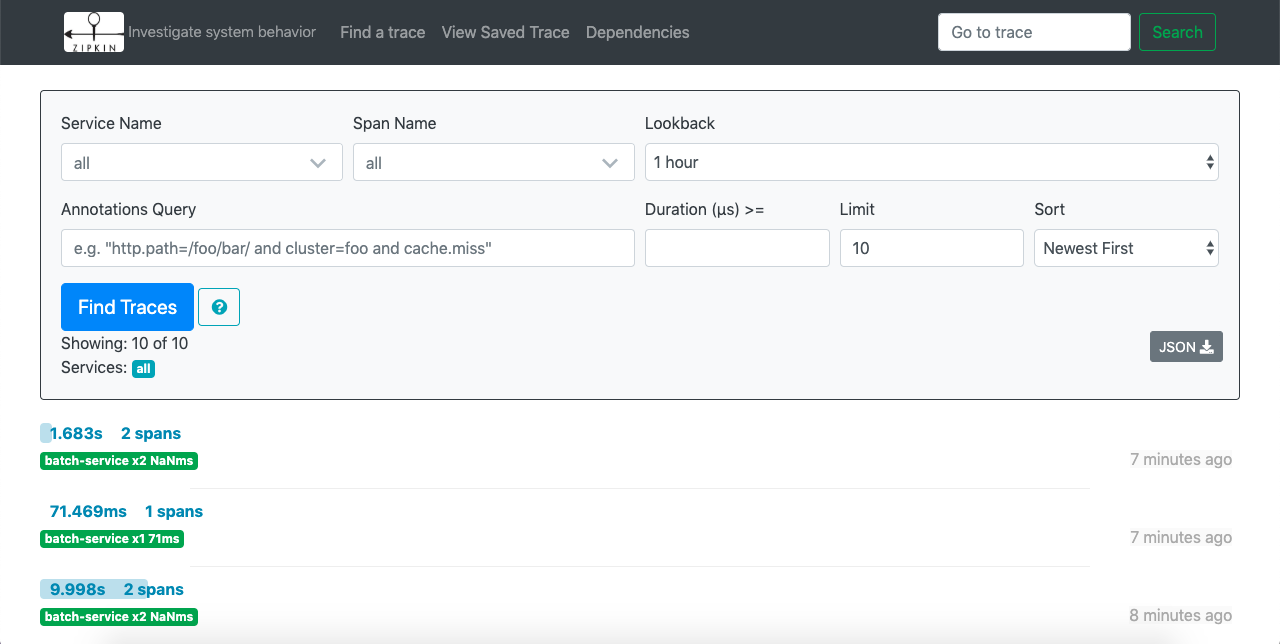 ZIPKIN Investigate system behavior Find a trace View Saved Trace Dependencies Go to trace Search
Service Name Span Name Lookback
all all 1 hour
Annotations Query Duration (μs) >= Limit Sort
e.g. "http.path=/foo/bar/ and cluster=foo and cache.miss" 10 Newest First
Find Traces ?
Showing: 10 of 10 JSON
Services: all
1.683s 2 spans
batch-service x2 NaNms 7 minutes ago
71.469ms 1 spans
batch-service x1 71ms 7 minutes ago
9.998s 2 spans
batch-service x2 NaNms 8 minutes ago